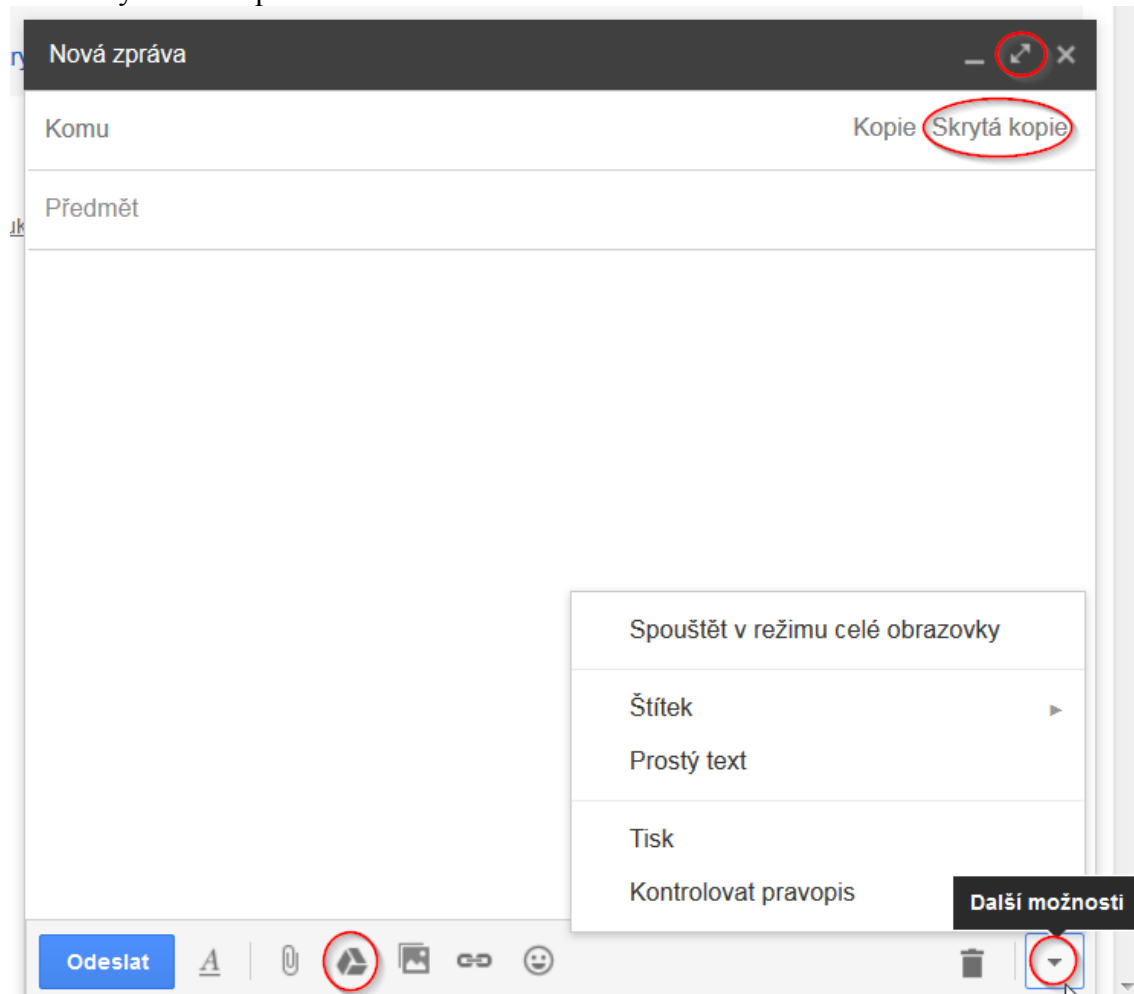 Nová zpráva
Komu Kopie Skrytá kopie
Předmět
Spouštět v režimu celé obrazovky
Štítek
Prostý text
Tisk
Kontrolovat pravopis
Další možnosti
Odeslat A